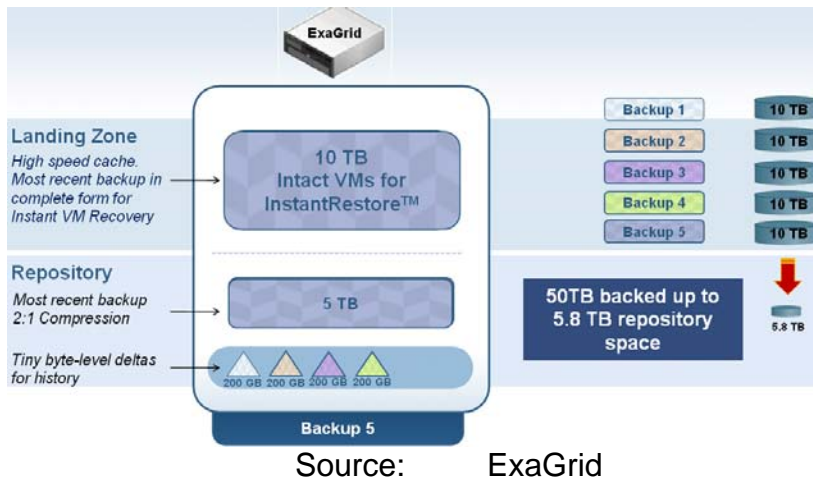 ExaGrid
Landing Zone
High speed cache.
Most recent backup in
complete form for
Instant VM Recovery
10 TB
Intact VMs for
InstantRestore™
Repository
Most recent backup
2:1 Compression
5 TB
Tiny byte-level deltas
for history
200 GB 200 GB 200 GB 200 GB
Backup 5
Backup 1 10 TB
Backup 2 10 TB
Backup 3 10 TB
Backup 4 10 TB
Backup 5 10 TB
50TB backed up to
5.8 TB repository
space
5.8 TB
Source: ExaGrid